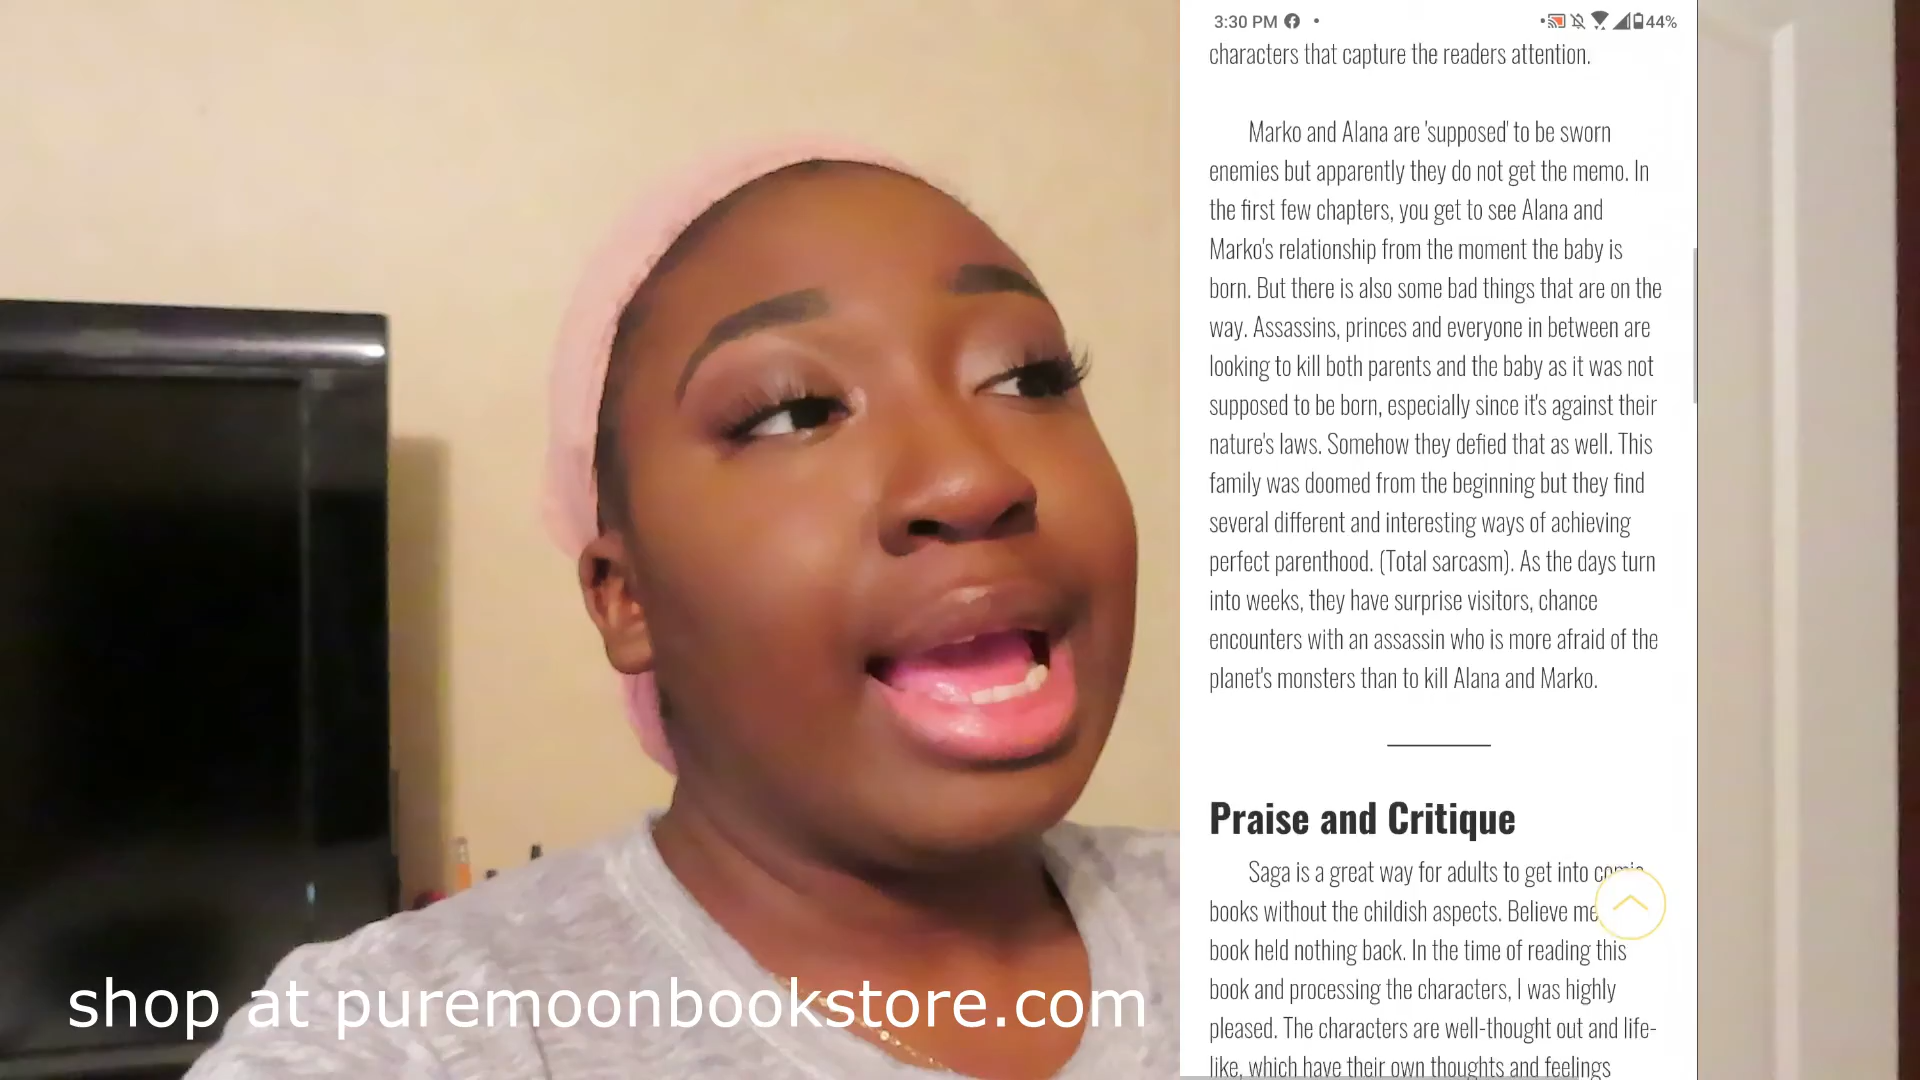 3:30 PM
44%
characters that capture the readers attention.
Marko and Alana are 'supposed' to be sworn
enemies but apparently they do not get the memo. In
the first few chapters, you get to see Alana and
Marko's relationship from the moment the baby is
born. But there is also some bad things that are on the
way. Assassins, princes and everyone in between are
looking to kill both parents and the baby as it was not
supposed to be born, especially since it's against their
nature's laws. Somehow they defied that as well. This
family was doomed from the beginning but they find
several different and interesting ways of achieving
perfect parenthood. (Total sarcasm). As the days turn
into weeks, they have surprise visitors, chance
encounters with an assassin who is more afraid of the
planet's monsters than to kill Alana and Marko.
Praise and Critique
Saga is a great way for adults to get into comic
books without the childish aspects. Believe me
book held nothing back. In the time of reading this
book and processing the characters, I was highly
pleased. The characters are well-thought out and life-
like, which have their own thoughts and feelings
shop at puremoonbookstore.com